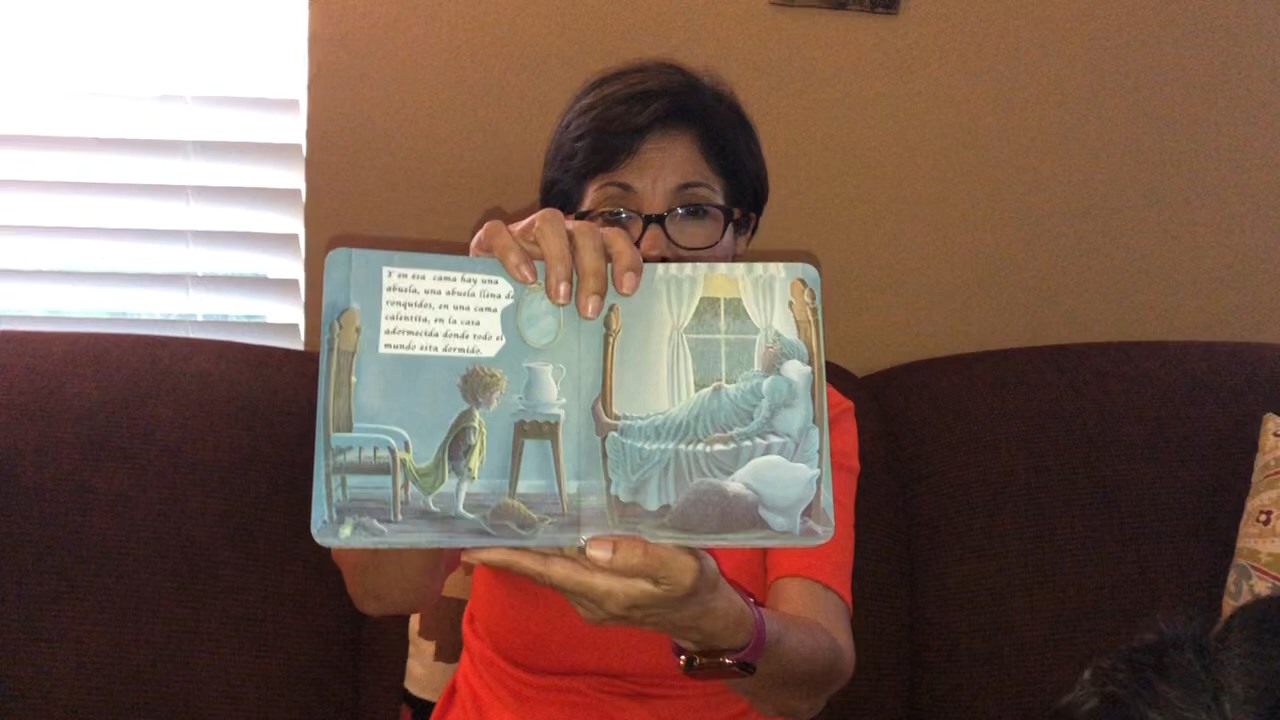 Y en esa cama hay una
abuela, una abuela llena de
ronquidos, en una cama
calentita, en la casa
adormecida donde todo el
mundo esta dormido.